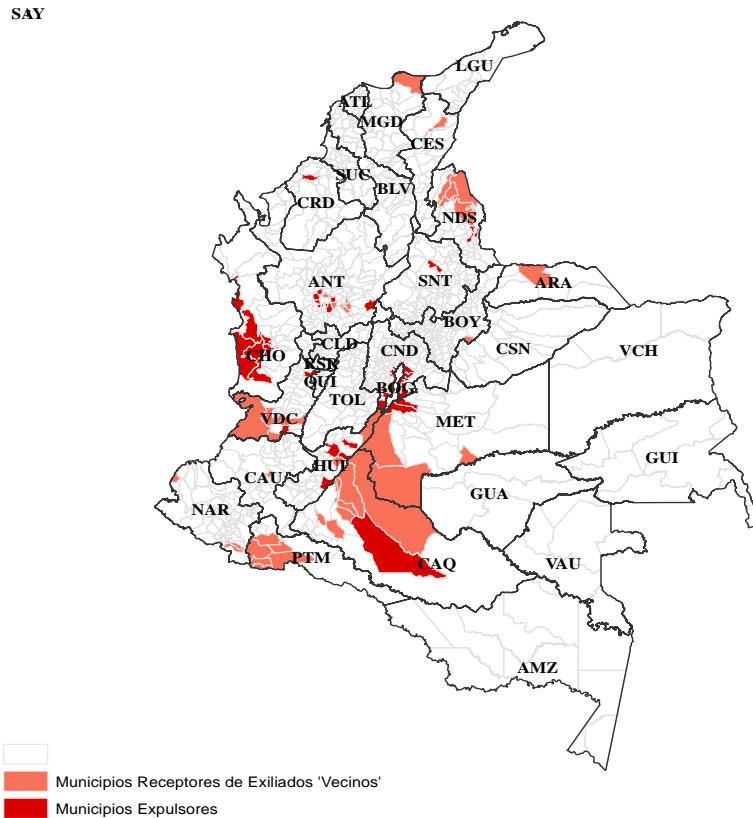 SAY
LGU
ATL
MGD
CES
SUC
BLV
CRD
NDS
ANT
SNT
ARA
BOY
CLD
CND
CSN
VCH
CHO
RSR
QUI
BOG
TOL
VDC
MET
HUI
CAU
GUI
GUA
NAR
PTM
CAQ
VAU
AMZ
Municipios Receptores de Exiliados 'Vecinos'
Municipios Expulsores